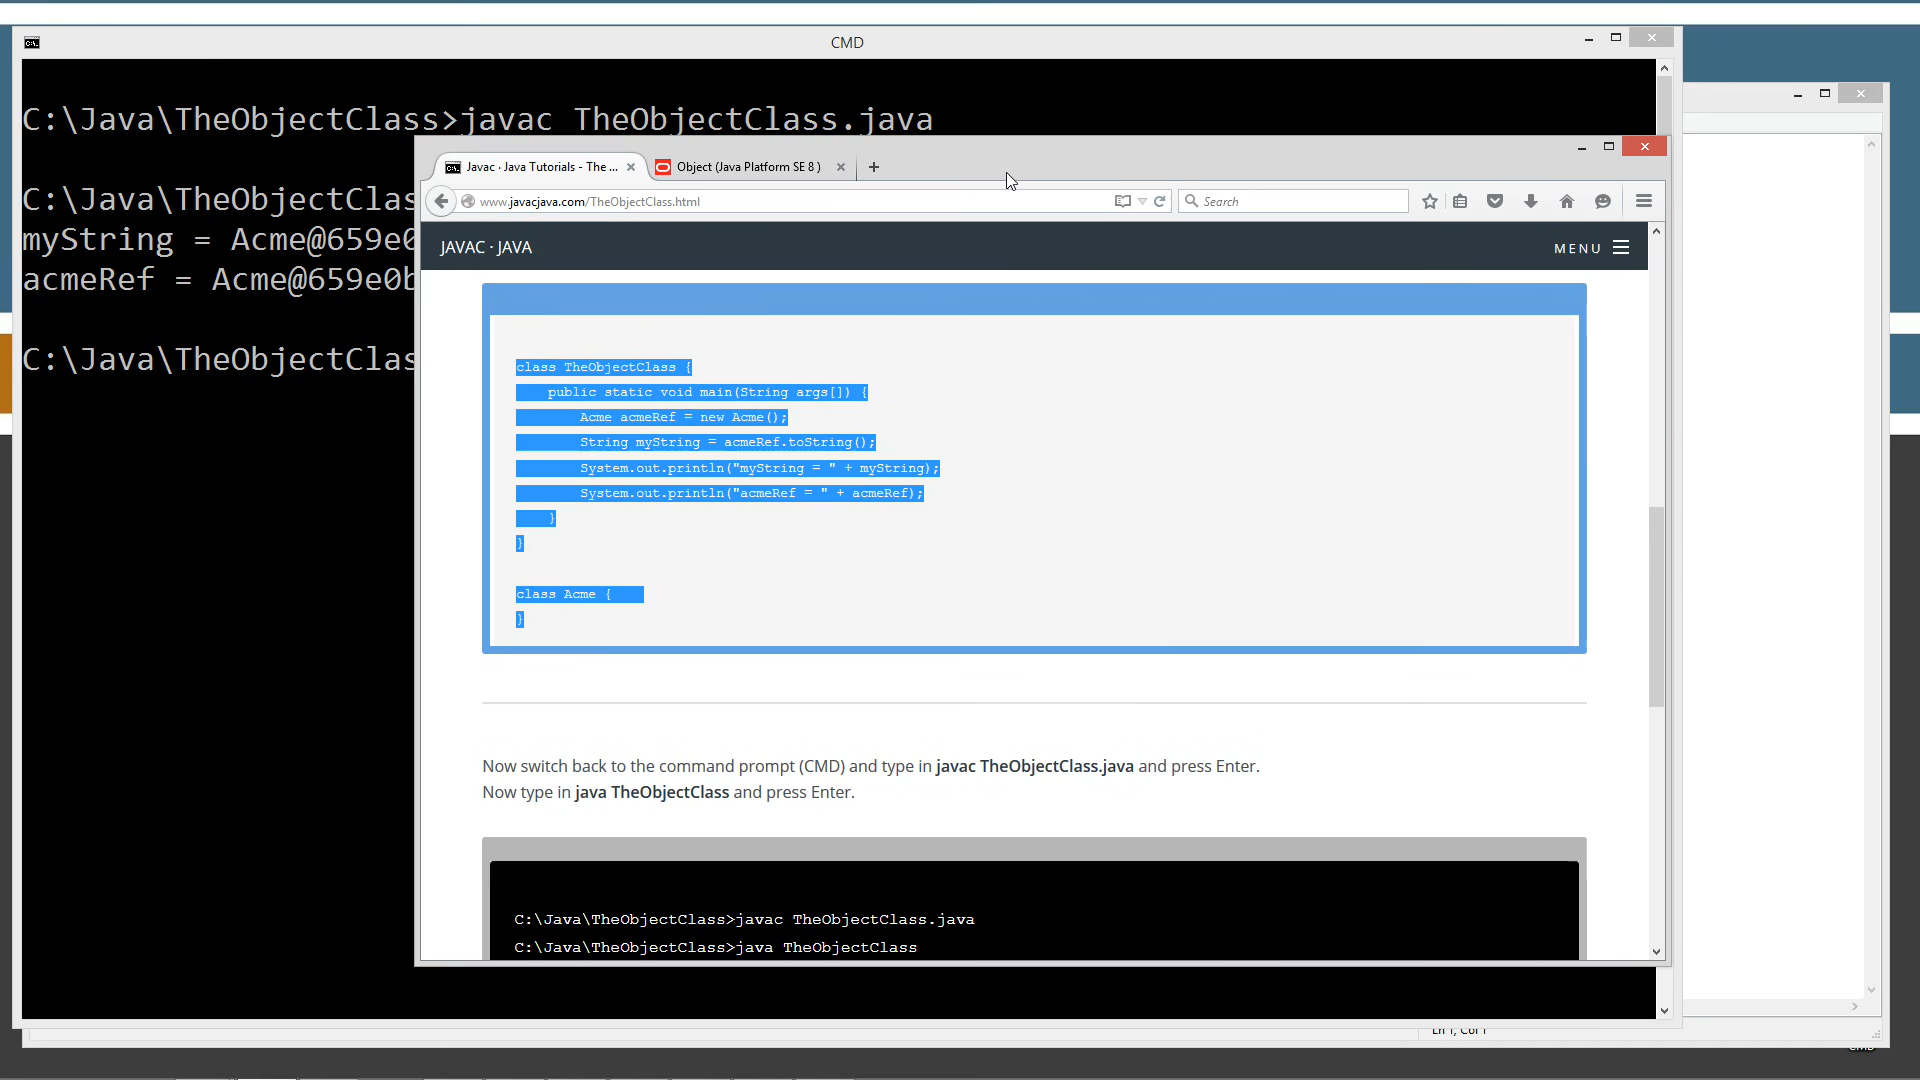 CMD
C:\Java\TheObjectClass>javac TheObjectClass.java
C:\Java\TheObjectClas
myString = Acme@659e0
acmeRef = Acme@659e0b
C:\Java\TheObjectClas
Javac · Java Tutorials - The ...
Object (Java Platform SE 8 )
www.javacjava.com/TheObjectClass.html
Search
JAVAC · JAVA
MENU
class TheObjectClass {
public static void main(String args[]) {
Acme acmeRef = new Acme();
String myString = acmeRef.toString();
System.out.println("myString = " + myString);
System.out.println("acmeRef = " + acmeRef);
}
}
class Acme {
}
Now switch back to the command prompt (CMD) and type in javac TheObjectClass.java and press Enter.
Now type in java TheObjectClass and press Enter.
C:\Java\TheObjectClass>javac TheObjectClass.java
C:\Java\TheObjectClass>java TheObjectClass
Ln 1, Col 1
CMD